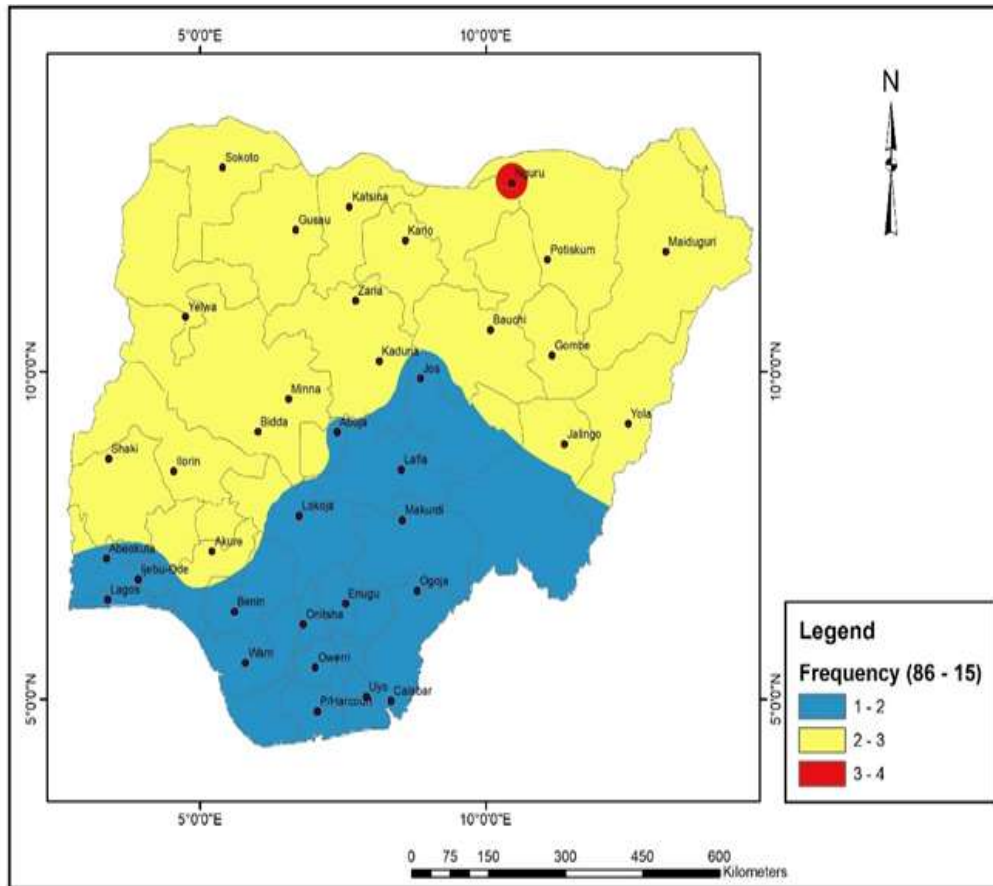 5°0'0"E 10°0'0"E
N
Sokoto
Nguru
Katsina
Gusau
Kano
Maiduguri
Potiskum
Zaria
Yelwa
Bauchi
Gombe
Kaduna
10°0'0"N 10°0'0"N
Jos
Minna
Yola
Bidda
Abuja
Jalingo
Shaki
Ilorin
Lafia
Lokoja
Makurdi
Akure
Abeokuta
Ijebu-Ode
Ogoja
Lagos
Enugu
Benin
Onitsha
Legend
Warri
Owerri
Frequency (86 - 15)
Uyo
Calabar
5°0'0"N 5°0'0"N
P/Harcourt
1 - 2
2 - 3
3 - 4
5°0'0"E 10°0'0"E
0 75 150 300 450 600
Kilometers